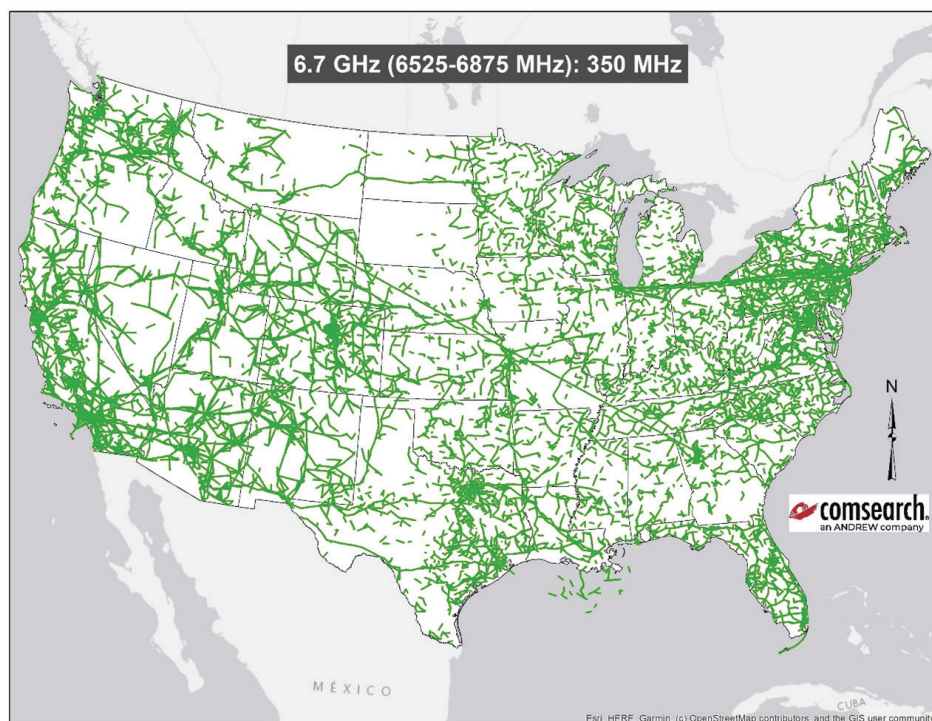 6.7 GHz (6525-6875 MHz): 350 MHz
N
comsearch®
an ANDREW company
MÉXICO
CUBA
Esri, HERE, Garmin, (c) OpenStreetMap contributors, and the GIS user community